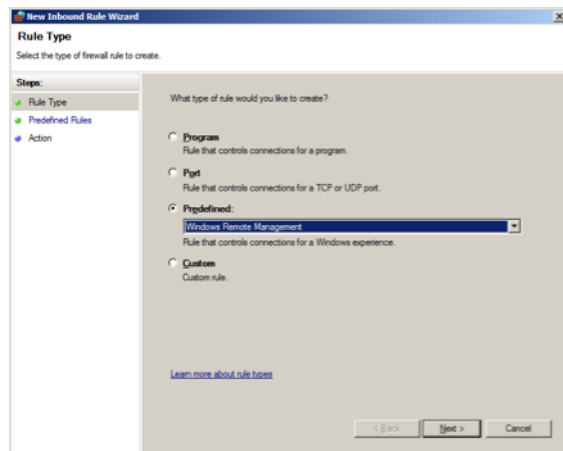 New Inbound Rule Wizard
Rule Type
Select the type of firewall rule to create.
Steps:
Rule Type
Predefined Rules
Action
What type of rule would you like to create?
Program
Rule that controls connections for a program.
Port
Rule that controls connections for a TCP or UDP port.
Predefined:
Windows Remote Management
Rule that controls connections for a Windows experience.
Custom
Custom rule.
Learn more about rule types
< Back
Next >
Cancel